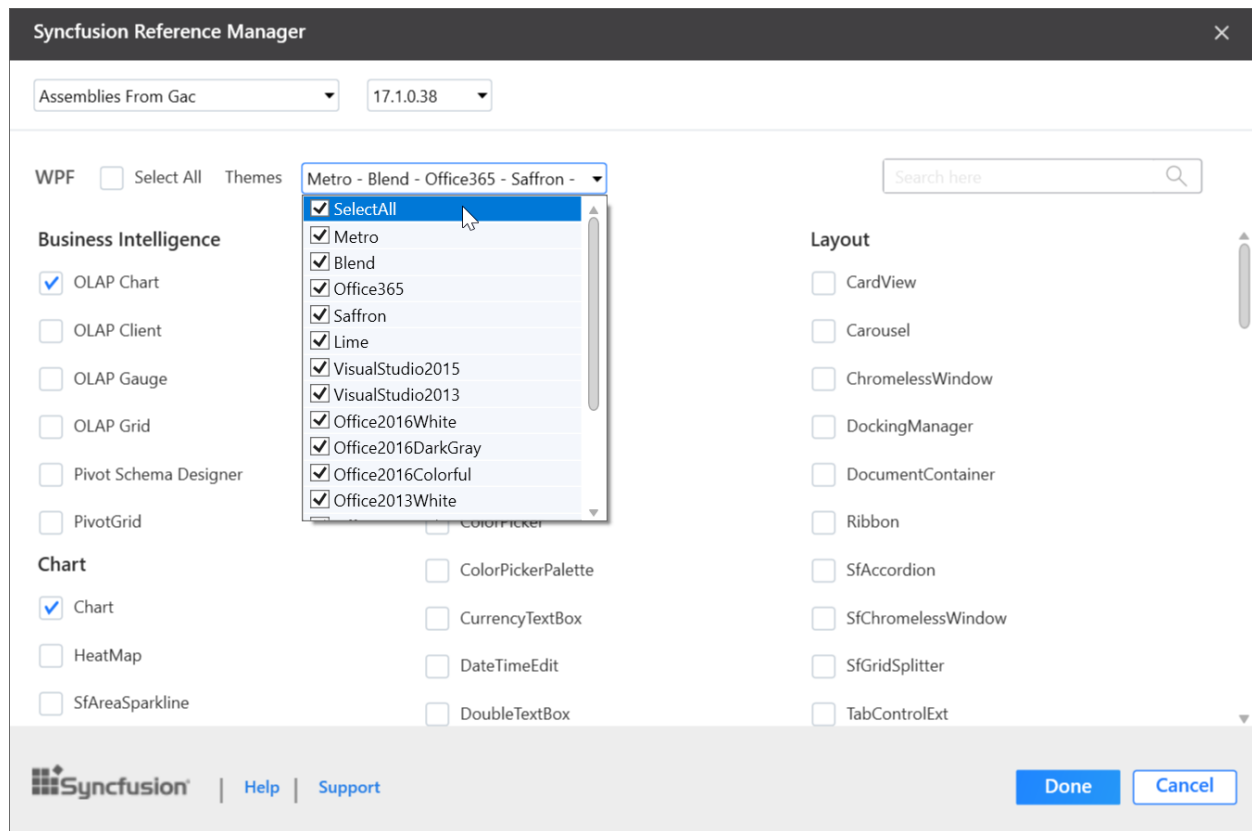 Syncfusion Reference Manager
Assemblies From Gac
17.1.0.38
WPF
Select All
Themes
Metro - Blend - Office365 - Saffron -
Search here
SelectAll
Metro
Blend
Office365
Saffron
Lime
VisualStudio2015
VisualStudio2013
Office2016White
Office2016DarkGray
Office2016Colorful
Office2013White
Business Intelligence
OLAP Chart
OLAP Client
OLAP Gauge
OLAP Grid
Pivot Schema Designer
PivotGrid
Chart
Chart
HeatMap
SfAreaSparkline
ColorPicker
ColorPickerPalette
CurrencyTextBox
DateTimeEdit
DoubleTextBox
Layout
CardView
Carousel
ChromelessWindow
DockingManager
DocumentContainer
Ribbon
SfAccordion
SfChromelessWindow
SfGridSplitter
TabControlExt
Syncfusion
Help
Support
Done
Cancel